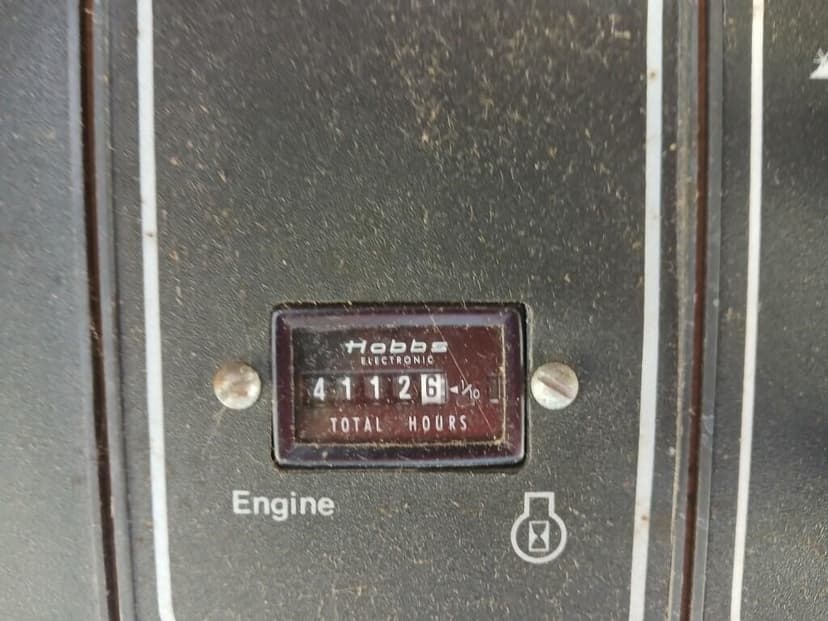 Hobbs
ELECTRONIC
41126 ◄ 1/10
TOTAL HOURS
Engine